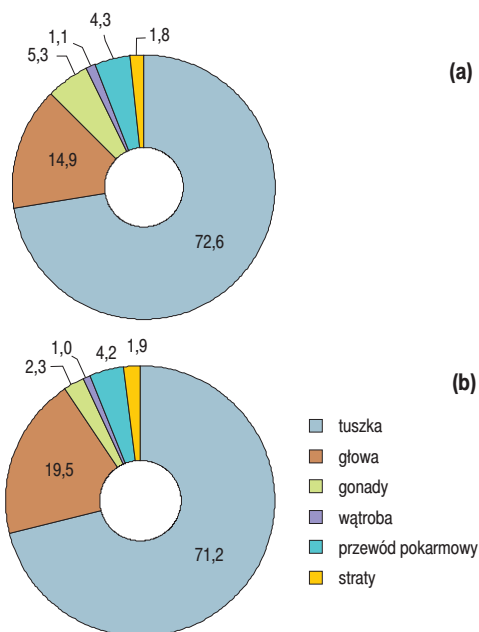 4,3
1,1
1,8
5,3
(a)
14,9
72,6
1,0
4,2
1,9
2,3
(b)
tuszka
głowa
19,5
gonady
wątroba
71,2
przewód pokarmowy
straty